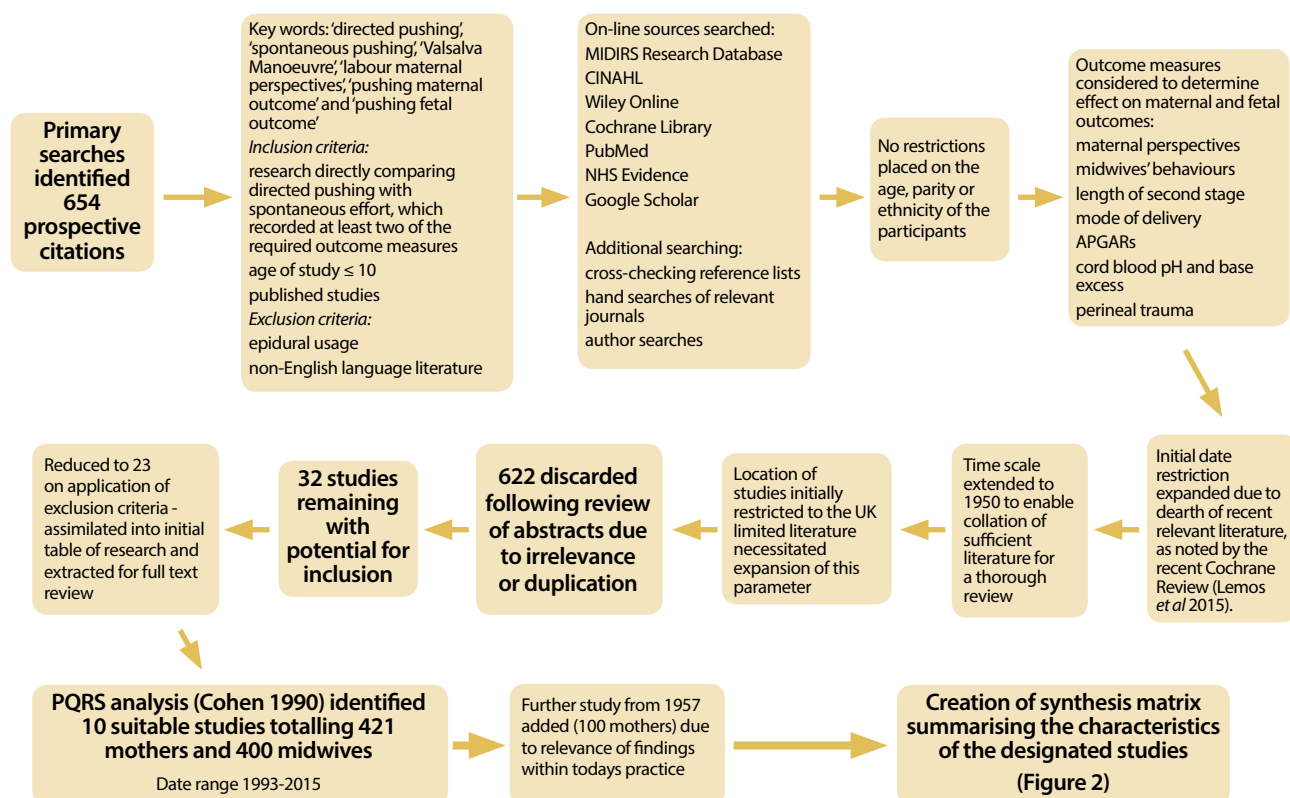 Primary
searches
identified
654
prospective
citations
Key words: ‘directed pushing’,
‘spontaneous pushing’, ‘Valsalva
Manoeuvre’, ‘labour maternal
perspectives’, ‘pushing maternal
outcome’ and ‘pushing fetal
outcome’
Inclusion criteria:
research directly comparing
directed pushing with
spontaneous effort, which
recorded at least two of the
required outcome measures
age of study ≤ 10
published studies
Exclusion criteria:
epidural usage
non-English language literature
On-line sources searched:
MIDIRS Research Database
CINAHL
Wiley Online
Cochrane Library
PubMed
NHS Evidence
Google Scholar
Additional searching:
cross-checking reference lists
hand searches of relevant
journals
author searches
No restrictions
placed on the
age, parity or
ethnicity of the
participants
Outcome measures
considered to determine
effect on maternal and fetal
outcomes:
maternal perspectives
midwives’ behaviours
length of second stage
mode of delivery
APGARs
cord blood pH and base
excess
perineal trauma
Initial date
restriction
expanded due to
dearth of recent
relevant literature,
as noted by the
recent Cochrane
Review (Lemos
et al 2015).
Time scale
extended to 1950 to enable
collation of
sufficient
literature for
a thorough
review
Location of
studies initially
restricted to the UK
limited literature
necessitated
expansion of this
parameter
622 discarded
following review
of abstracts due
to irrelevance
or duplication
32 studies
remaining
with
potential for
inclusion
Reduced to 23
on application of
exclusion criteria -
assimilated into initial
table of research and
extracted for full text
review
PQRS analysis (Cohen 1990) identified
10 suitable studies totalling 421
mothers and 400 midwives
Date range 1993-2015
Further study from 1957
added (100 mothers) due
to relevance of findings
within todays practice
Creation of synthesis matrix
summarising the characteristics
of the designated studies
(Figure 2)